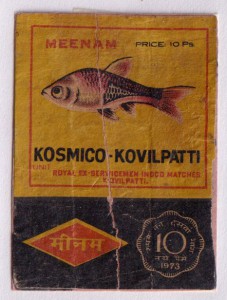 MEENAM PRICE: 10 Ps
KOSMICO-KOVILPATTI
ROYAL EX-SERVICEMEN INDCO MATCHES
KOVILPATTI.
मीनम
10
1973